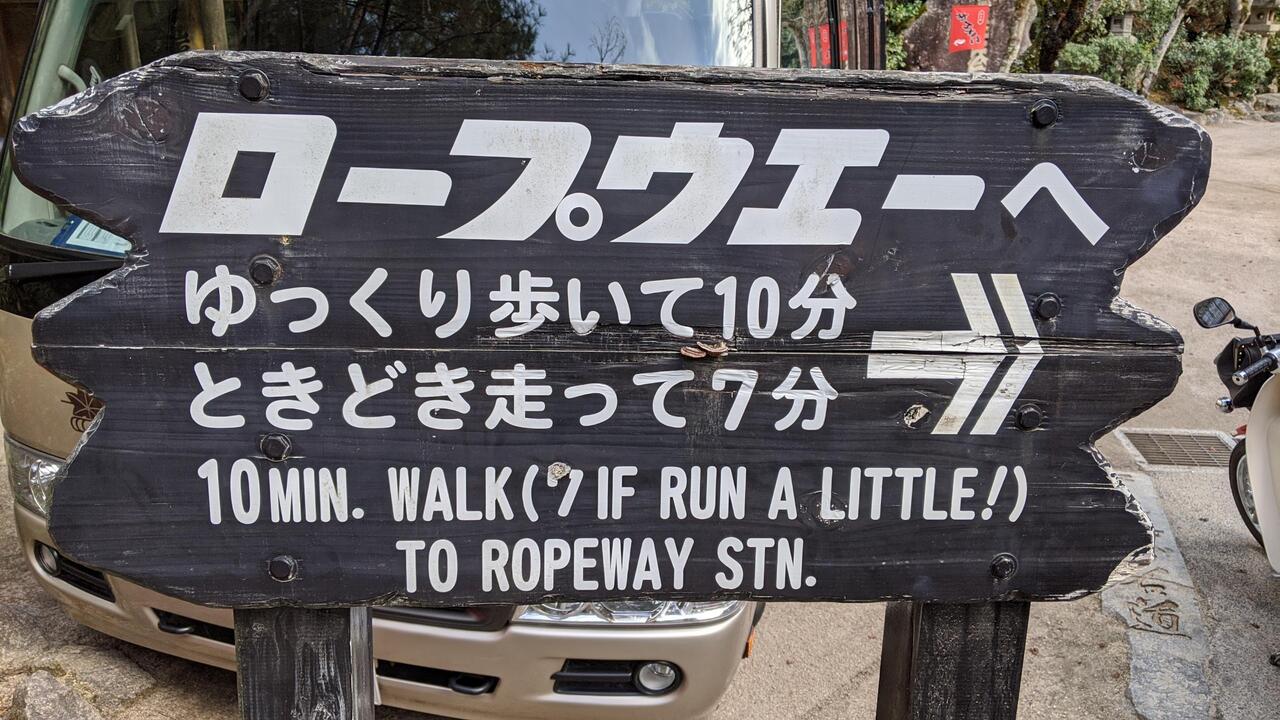 ロープウエーへ
ゆっくり歩いて10分
ときどき走って7分
10MIN. WALK(7 IF RUN A LITTLE!)
TO ROPEWAY STN.